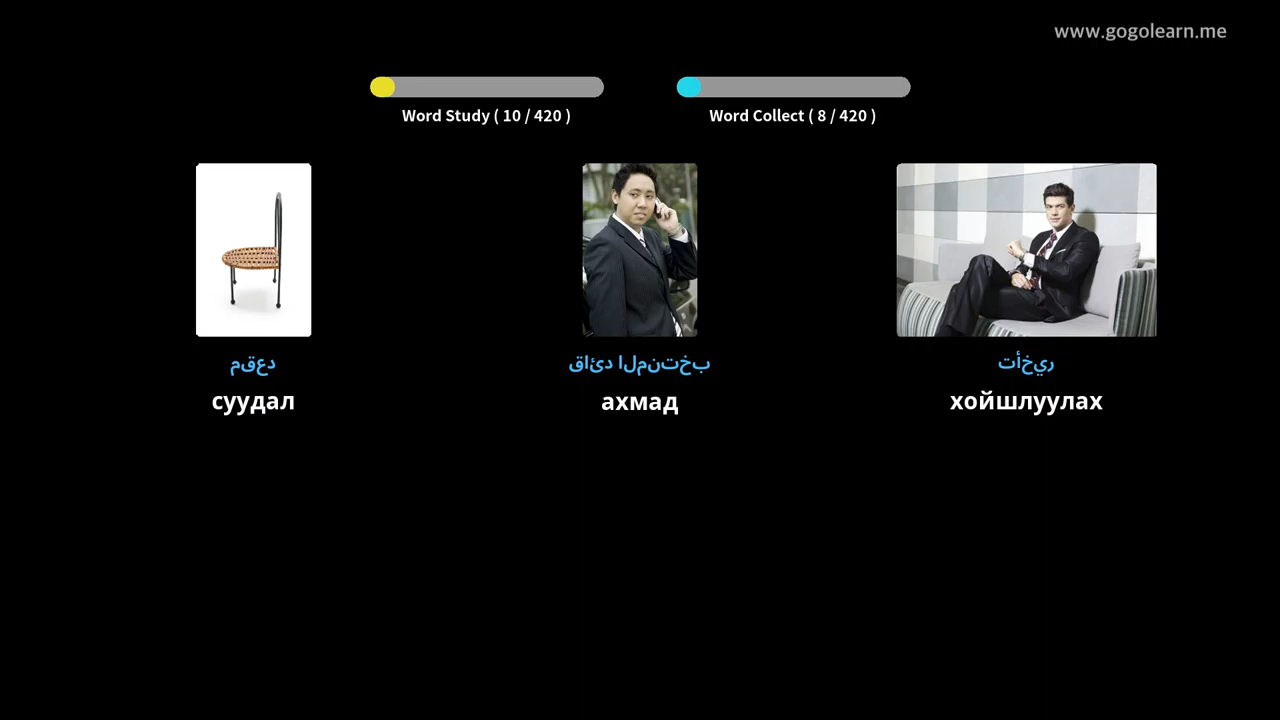 www.gogolearn.me
Word Study ( 10 / 420 )
Word Collect ( 8 / 420 )
مقعد
قائد المنتخب
تأخير
суудал
ахмад
хойшлуулах